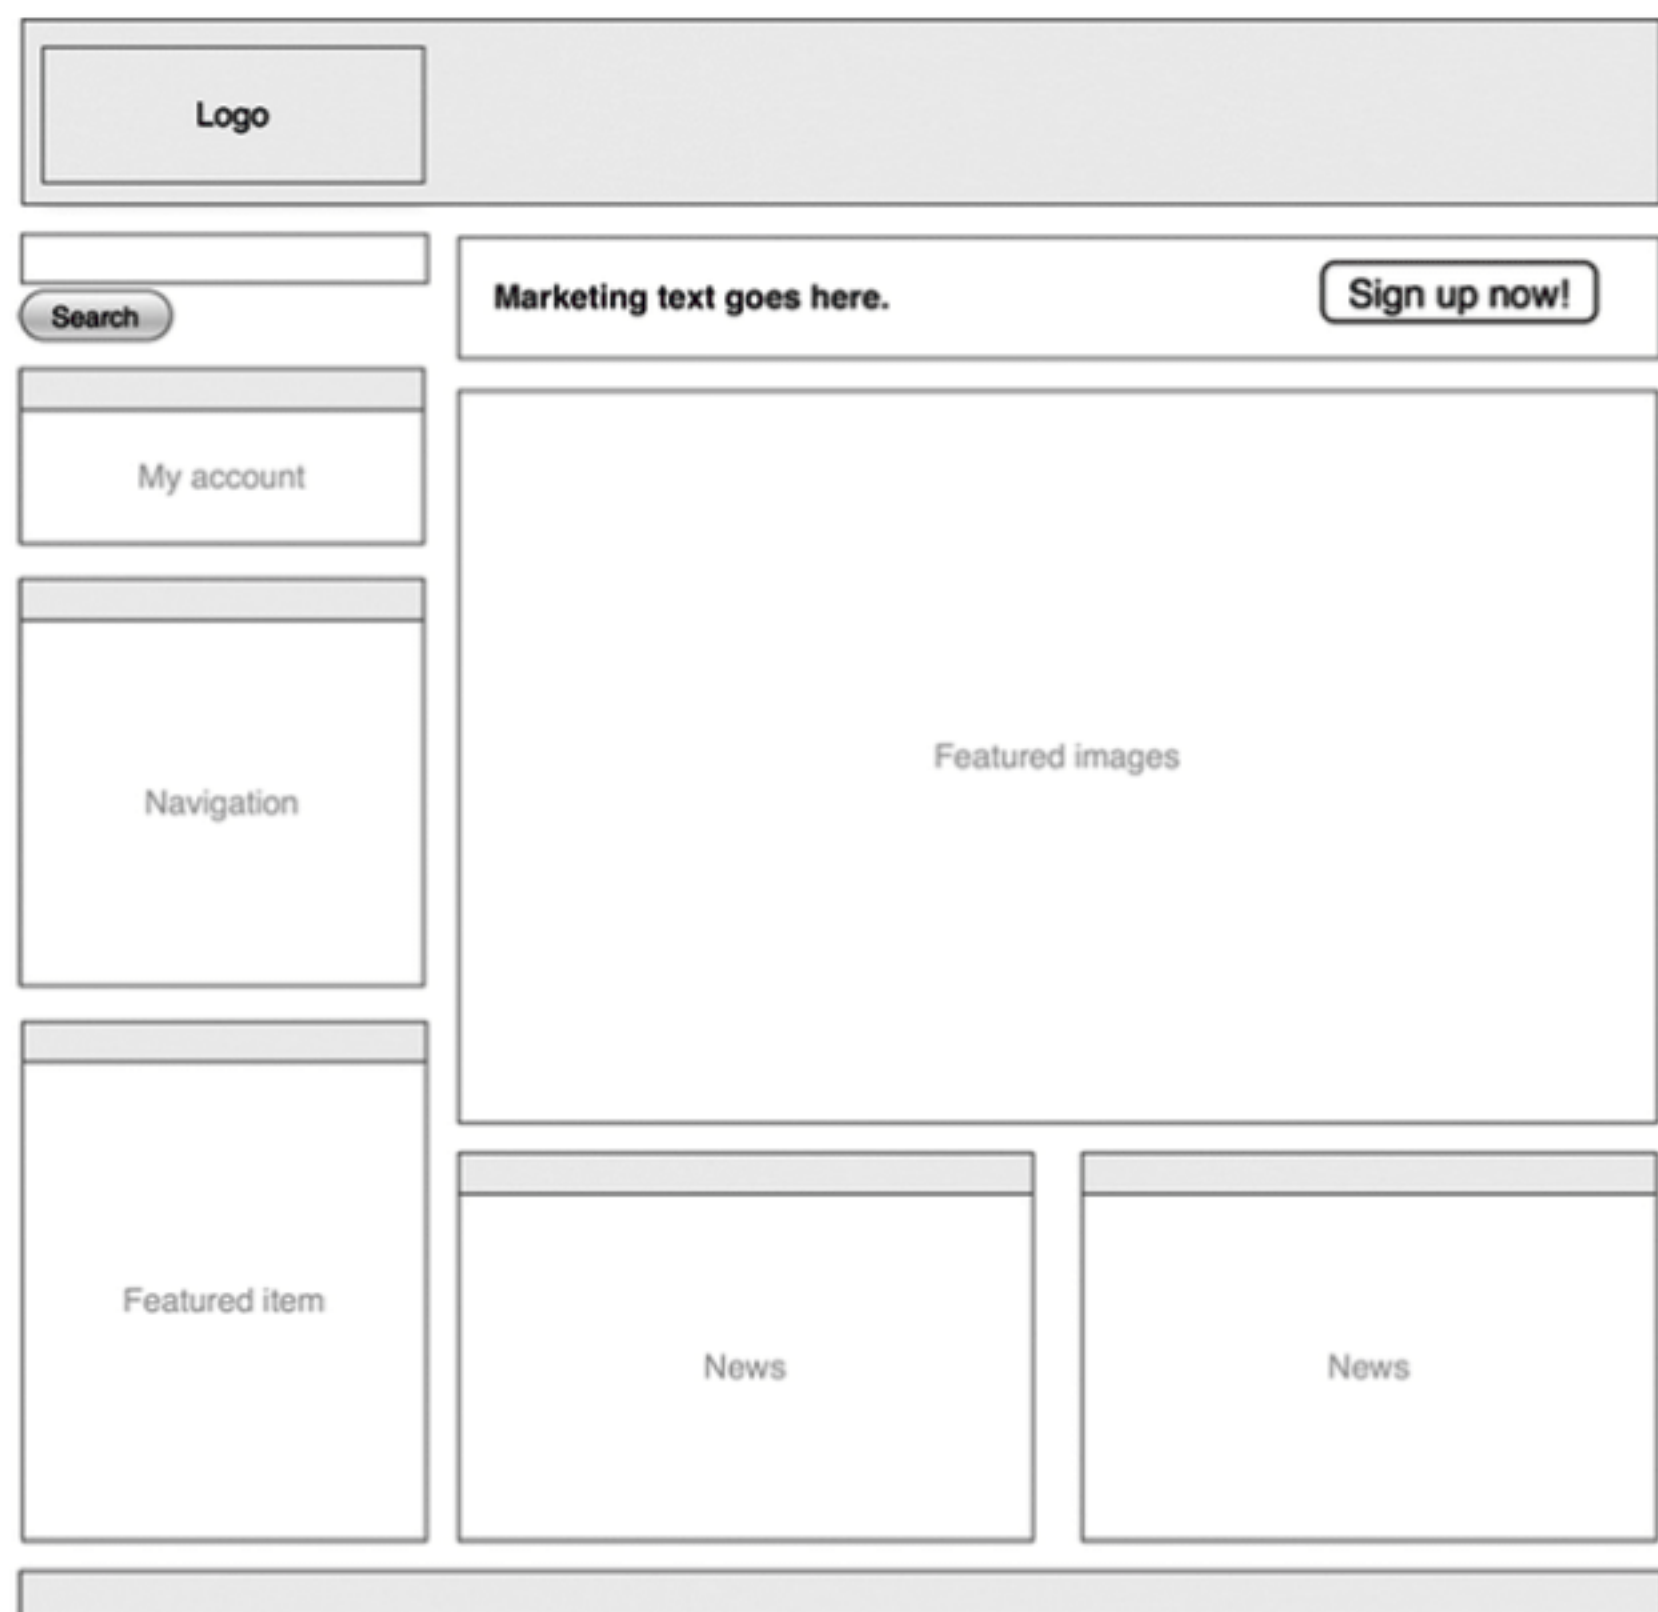 Logo
Search
Marketing text goes here.
Sign up now!
My account
Navigation
Featured images
Featured item
News
News